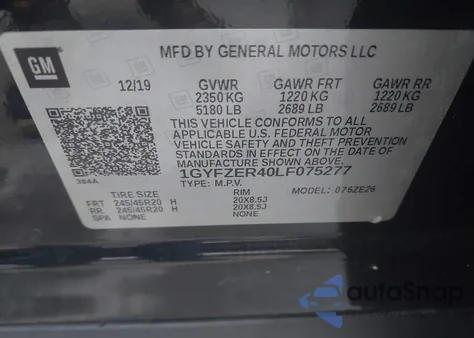 GM
MFD BY GENERAL MOTORS LLC
12/19 GVWR GAWR FRT GAWR RR
2350 KG 1220 KG 1220 KG
5180 LB 2689 LB 2689 LB
THIS VEHICLE CONFORMS TO ALL
APPLICABLE U.S. FEDERAL MOTOR
VEHICLE SAFETY AND THEFT PREVENTION
STANDARDS IN EFFECT ON THE DATE OF
MANUFACTURE SHOWN ABOVE.
1GYFZER40LF075277
384A TYPE: M.P.V. MODEL: 076ZE26
TIRE SIZE RIM
FRT 245/45R20 H 20X8.5J
RR 245/45R20 H 20X8.5J
SPA NONE NONE
autoSnap